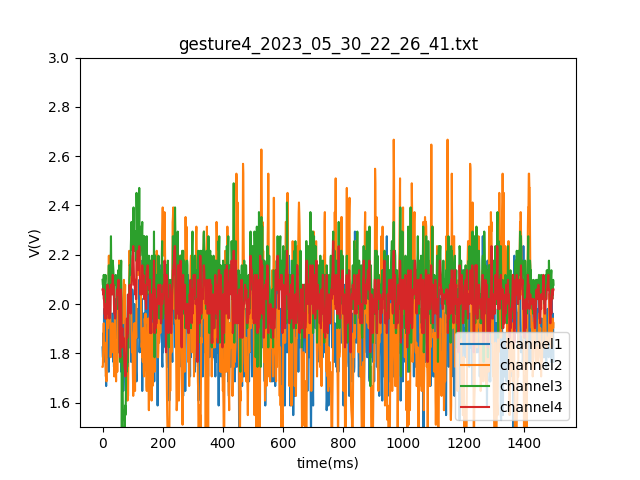 gesture4_2023_05_30_22_26_41.txt
3.0
2.8
2.6
2.4
2.2
2.0
1.8
1.6
V(V)
channel1
channel2
channel3
channel4
0 200 400 600 800 1000 1200 1400
time(ms)